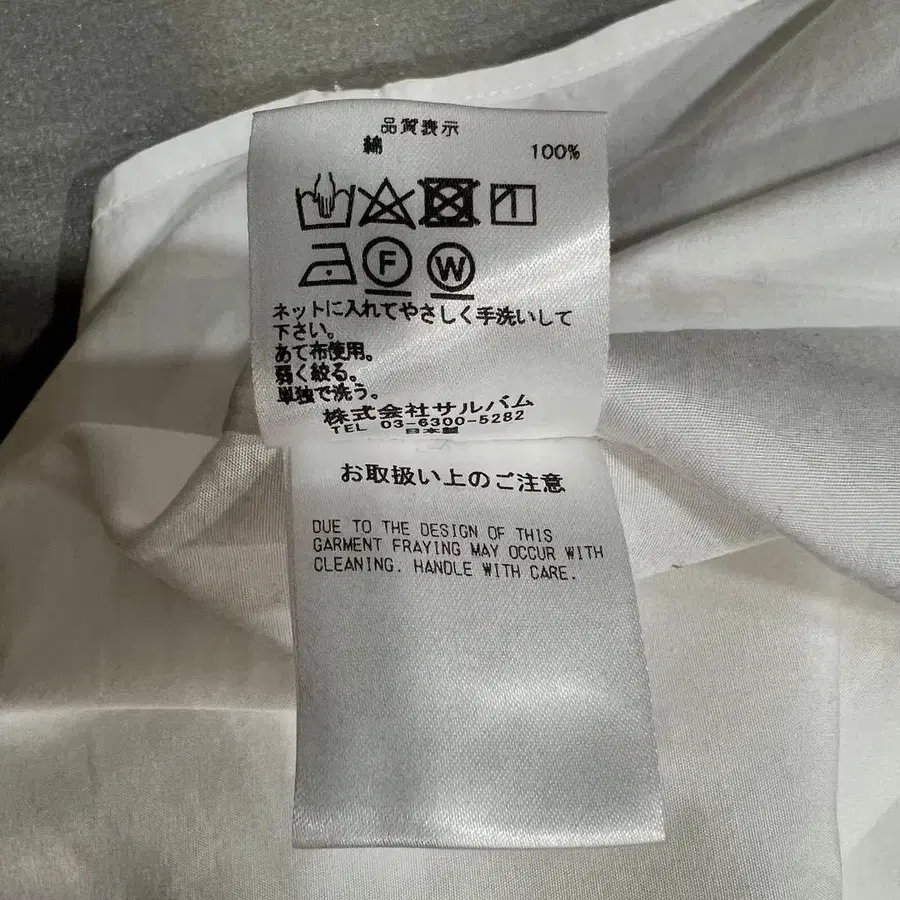 品質表示
綿 100%
F W
ネットに入れてやさしく手洗いして
下さい。
あて布使用。
弱く絞る。
単独で洗う。
株式会社サルバム
TEL 03-6300-5282
日本製
お取扱い上のご注意
DUE TO THE DESIGN OF THIS
GARMENT FRAYING MAY OCCUR WITH
CLEANING. HANDLE WITH CARE.